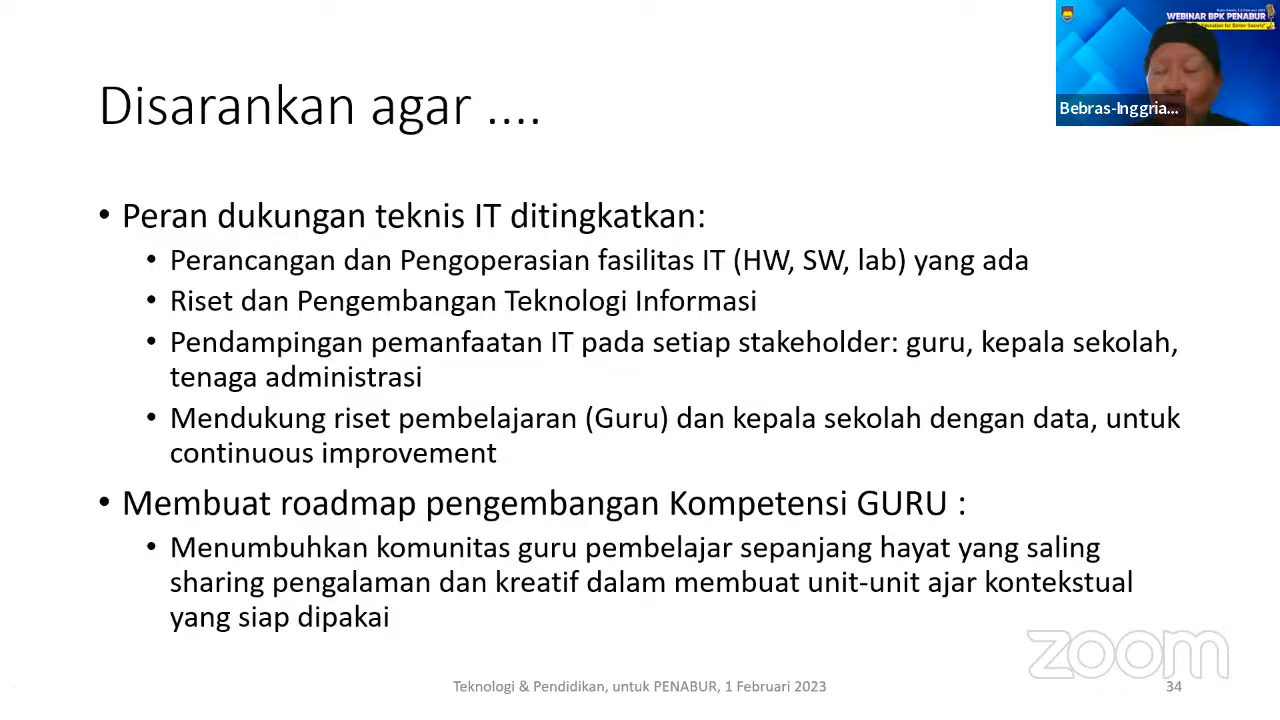 WEBINAR BPK PENABUR
Education for Better Society"
Bebras-Inggria...
Disarankan agar ....
• Peran dukungan teknis IT ditingkatkan:
• Perancangan dan Pengoperasian fasilitas IT (HW, SW, lab) yang ada
• Riset dan Pengembangan Teknologi Informasi
• Pendampingan pemanfaatan IT pada setiap stakeholder: guru, kepala sekolah,
tenaga administrasi
• Mendukung riset pembelajaran (Guru) dan kepala sekolah dengan data, untuk
continuous improvement
• Membuat roadmap pengembangan Kompetensi GURU :
• Menumbuhkan komunitas guru pembelajar sepanjang hayat yang saling
sharing pengalaman dan kreatif dalam membuat unit-unit ajar kontekstual
yang siap dipakai
zoom
Teknologi & Pendidikan, untuk PENABUR, 1 Februari 2023
34